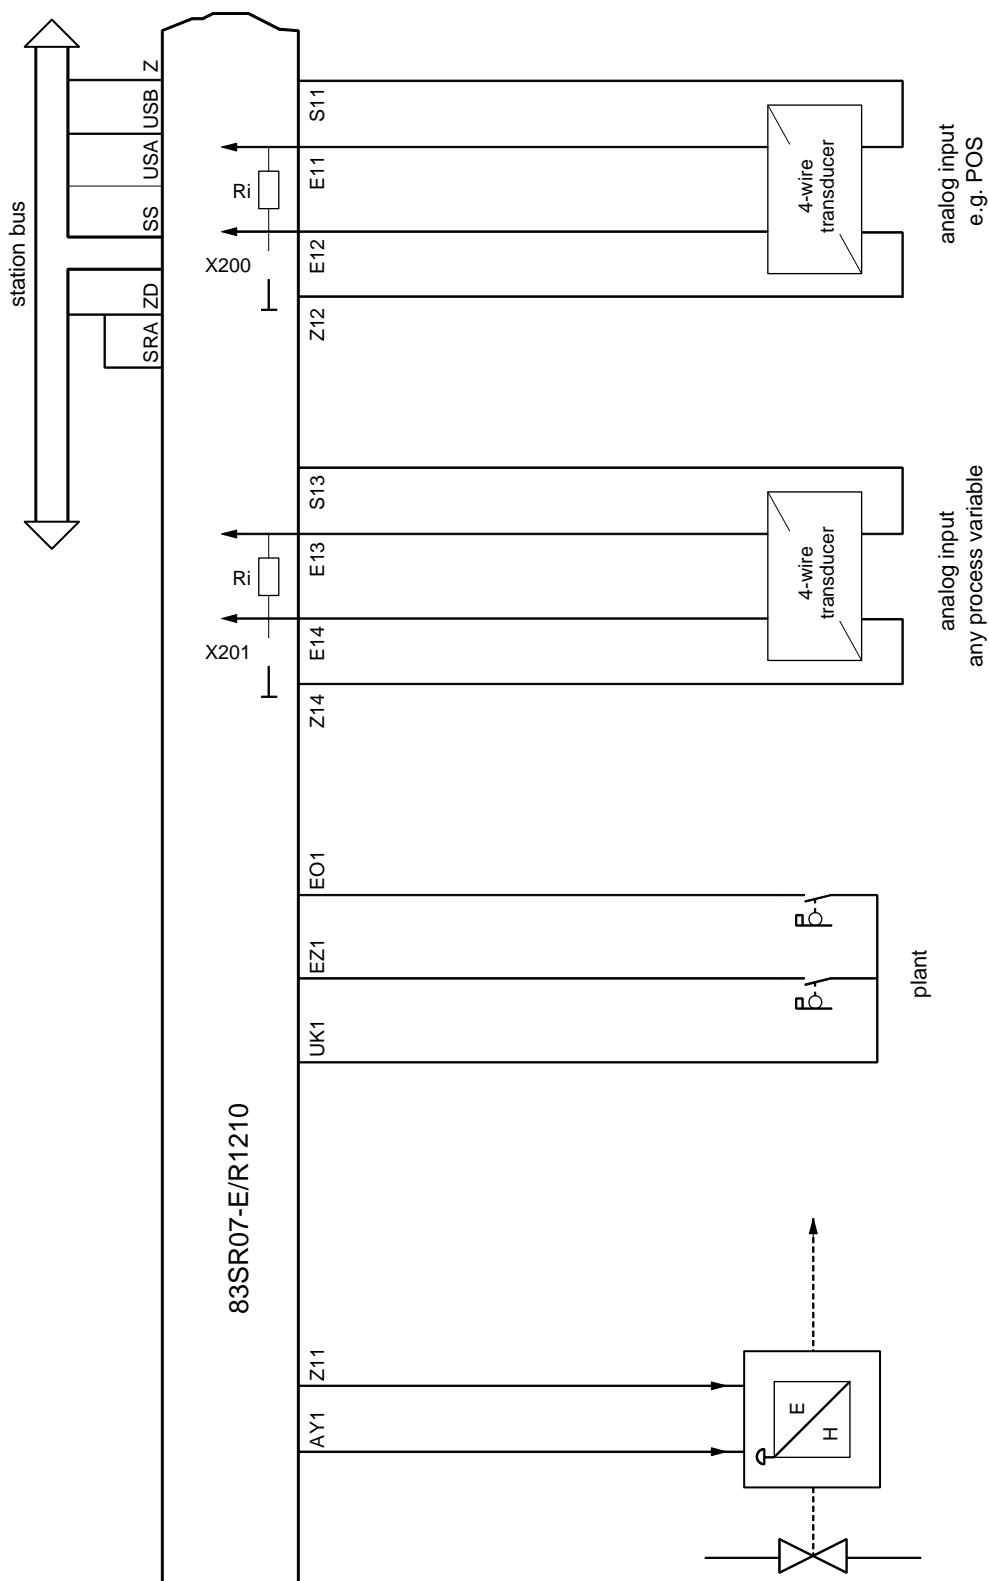 station bus
Z
USB
USA
SS
ZD
SRA
S11
E11
E12
Z12
Ri
X200
4-wire
transducer
analog input
e.g. POS
S13
E13
E14
Z14
Ri
X201
4-wire
transducer
analog input
any process variable
EO1
EZ1
UK1
plant
83SR07-E/R1210
Z11
AY1
E
H